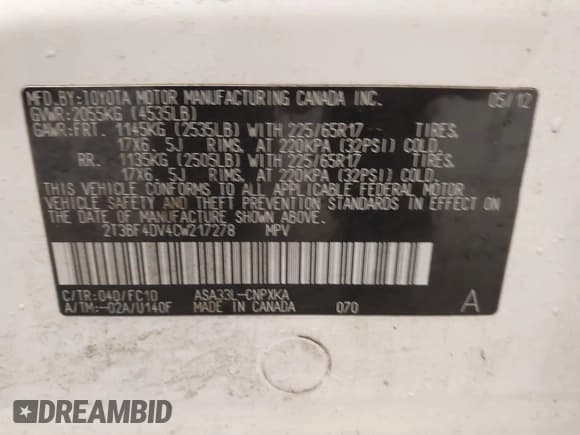 MFD.BY:TOYOTA MOTOR MANUFACTURING CANADA INC. 05/12
GVWR:2055KG (4535LB)
GAWR:FRT. 1145KG (2535LB) WITH 225/65R17 TIRES.
17X6.5J RIMS. AT 220KPA (32PSI) COLD.
RR. 1135KG (2505LB) WITH 225/65R17 TIRES.
17X6.5J RIMS. AT 220KPA (32PSI) COLD.
THIS VEHICLE CONFORMS TO ALL APPLICABLE FEDERAL MOTOR
VEHICLE SAFETY AND THEFT PREVENTION STANDARDS IN EFFECT ON THE
DATE OF MANUFACTURE SHOWN ABOVE.
2T3BF4DV4CW217278 MPV
C/TR:040/FC10 ASA33L-CNPXKA
A/TM:-02A/U140F MADE IN CANADA 070 A
DREAMBID